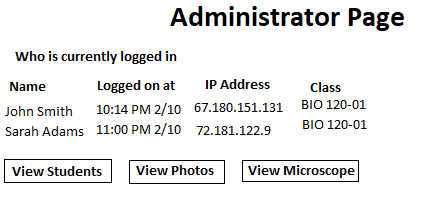 Administrator Page
Who is currently logged in
Name Logged on at IP Address Class
John Smith 10:14 PM 2/10 67.180.151.131 BIO 120-01
Sarah Adams 11:00 PM 2/10 72.181.122.9 BIO 120-01
View Students View Photos View Microscope